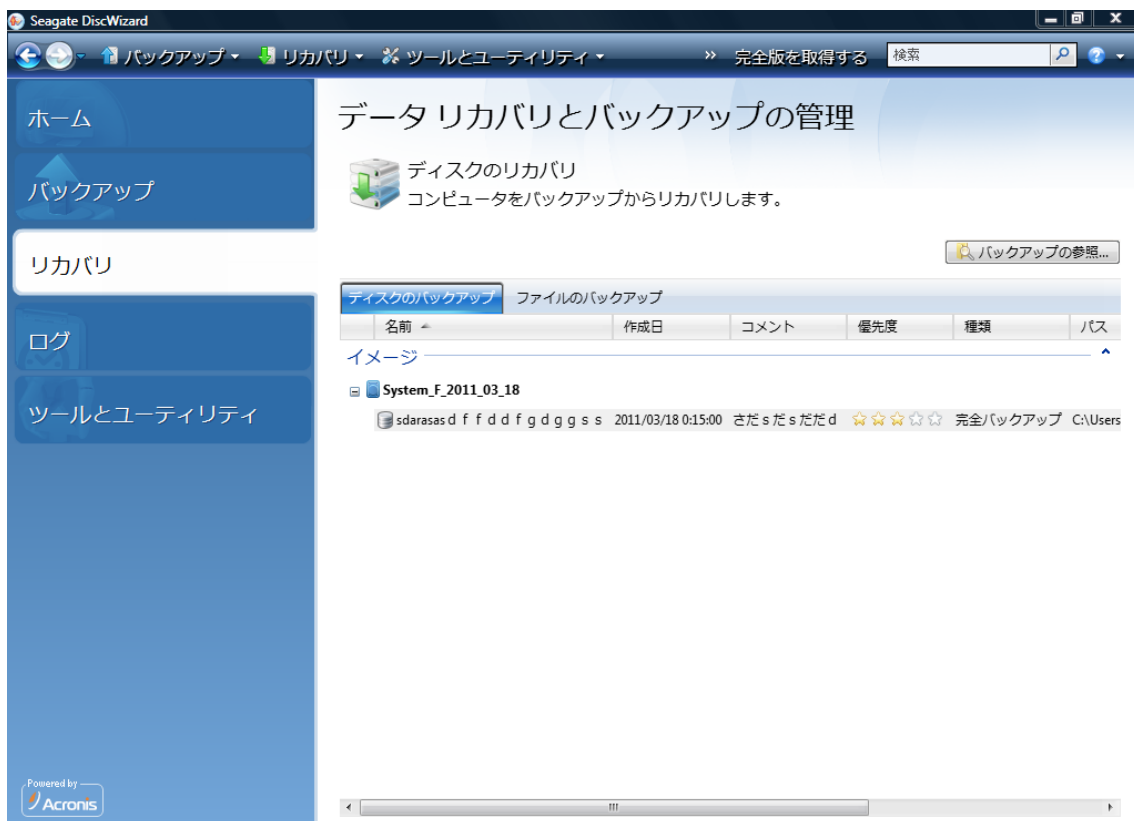 Seagate DiscWizard
バックアップ リカバリ ツールとユーティリティ » 完全版を取得する 検索
ホーム
バックアップ
リカバリ
ログ
ツールとユーティリティ
Powered by
Acronis
データ リカバリとバックアップの管理
ディスクのリカバリ
コンピュータをバックアップからリカバリします。
バックアップの参照...
ディスクのバックアップ ファイルのバックアップ
名前 作成日 コメント 優先度 種類 パス
イメージ
System_F_2011_03_18
sdarasasｄｆｆｄｄｆｇｄｇｇｓｓ 2011/03/18 0:15:00 さだｓだｓだだｄ 完全バックアップ C:\Users